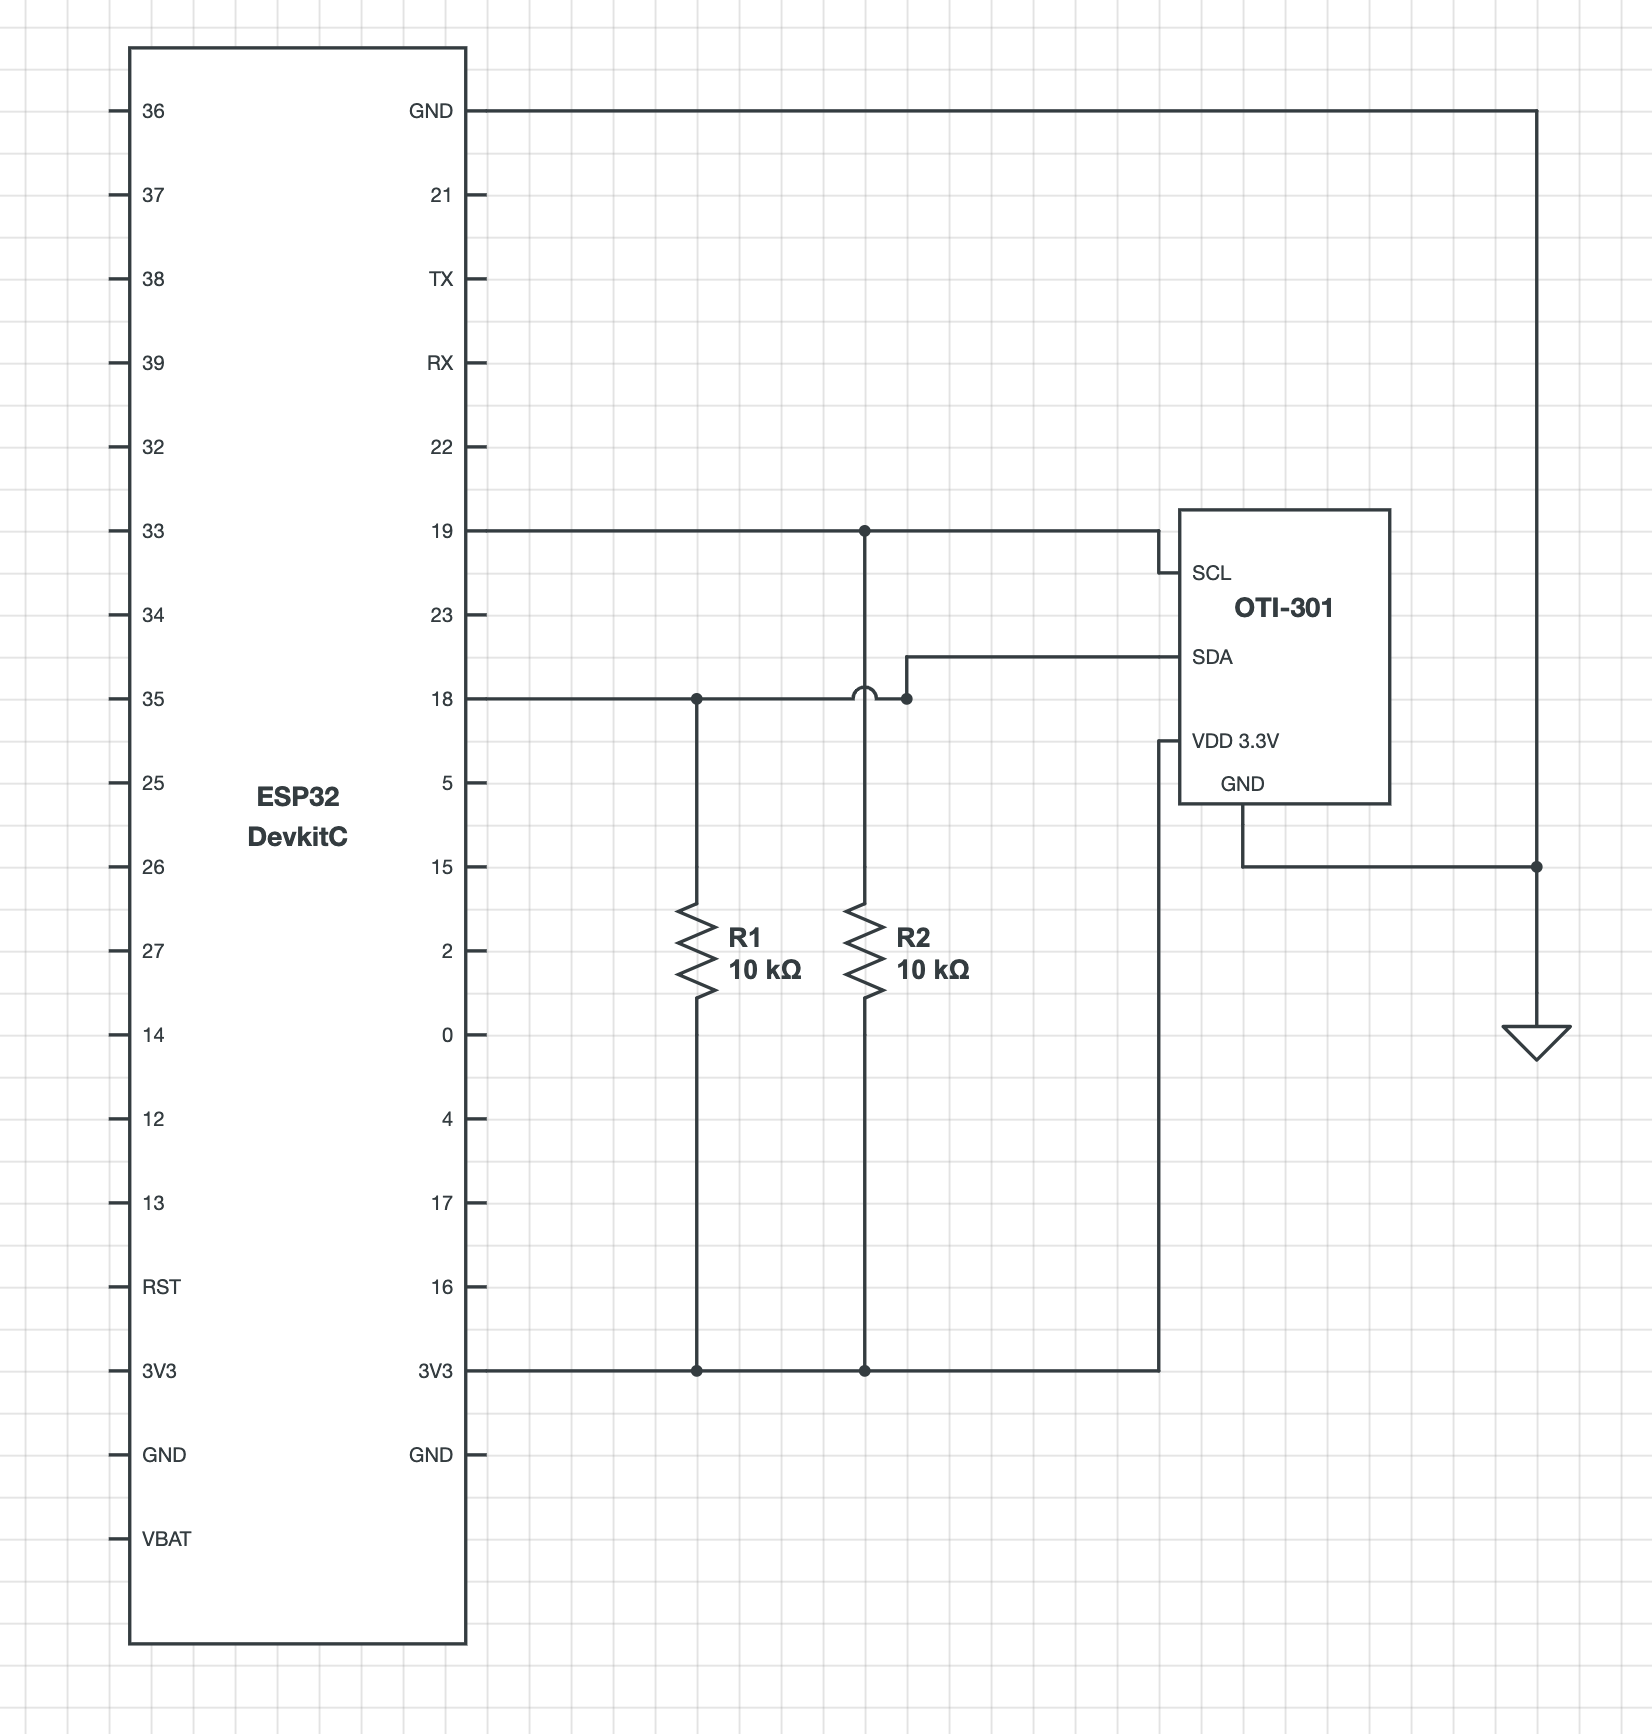 36
GND
37
21
38
TX
39
RX
32
22
33
19
34
23
35
18
25
5
26
15
27
2
14
0
12
4
13
17
RST
16
3V3
3V3
GND
GND
VBAT
ESP32
DevkitC
R1
10 kΩ
R2
10 kΩ
SCL
OTI-301
SDA
VDD 3.3V
GND